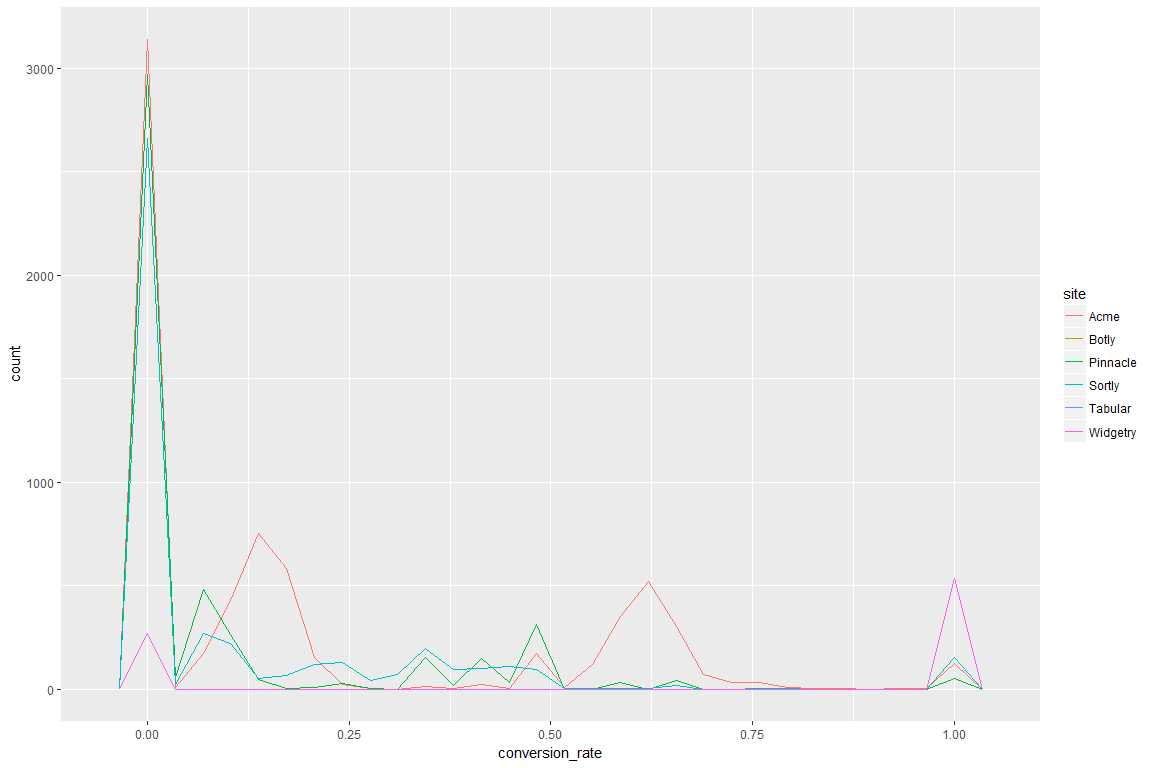 3000
2000
1000
0
count
0.00 0.25 0.50 0.75 1.00
conversion_rate
site
Acme
Botly
Pinnacle
Sortly
Tabular
Widgetry